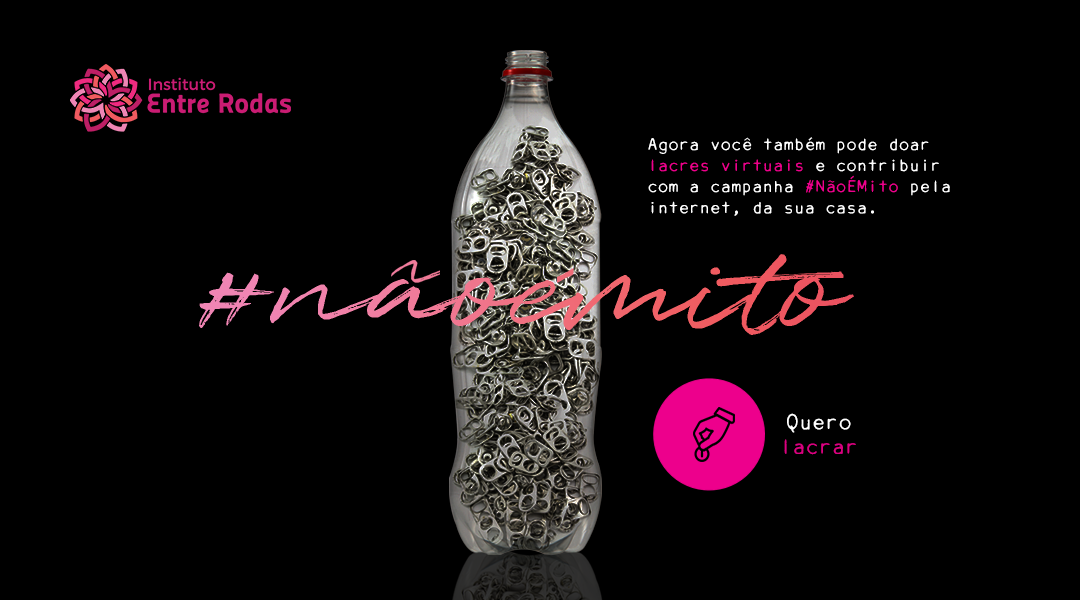 Instituto
Entre Rodas
Agora você também pode doar
lacres virtuais e contribuir
com a campanha #NãoÉMito pela
internet, da sua casa.
#nãoémito
Quero
lacrar